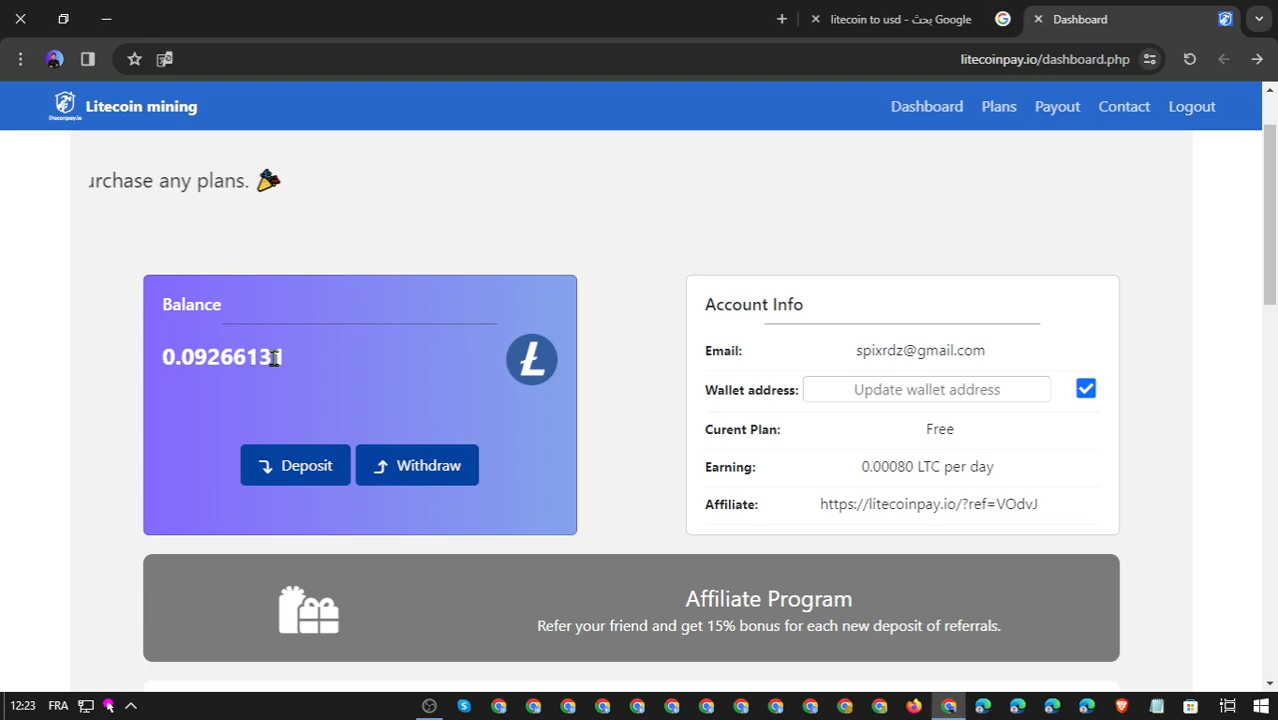 litecoin to usd - بحث Google
Dashboard
litecoinpay.io/dashboard.php
Litecoin mining
liteconpay.io
Dashboard
Plans
Payout
Contact
Logout
urchase any plans. 🎉
Balance
0.09266131
Deposit
Withdraw
Account Info
Email: spixrdz@gmail.com
Wallet address: Update wallet address
Curent Plan: Free
Earning: 0.00080 LTC per day
Affiliate: https://litecoinpay.io/?ref=VOdvJ
Affiliate Program
Refer your friend and get 15% bonus for each new deposit of referrals.
12:23 FRA